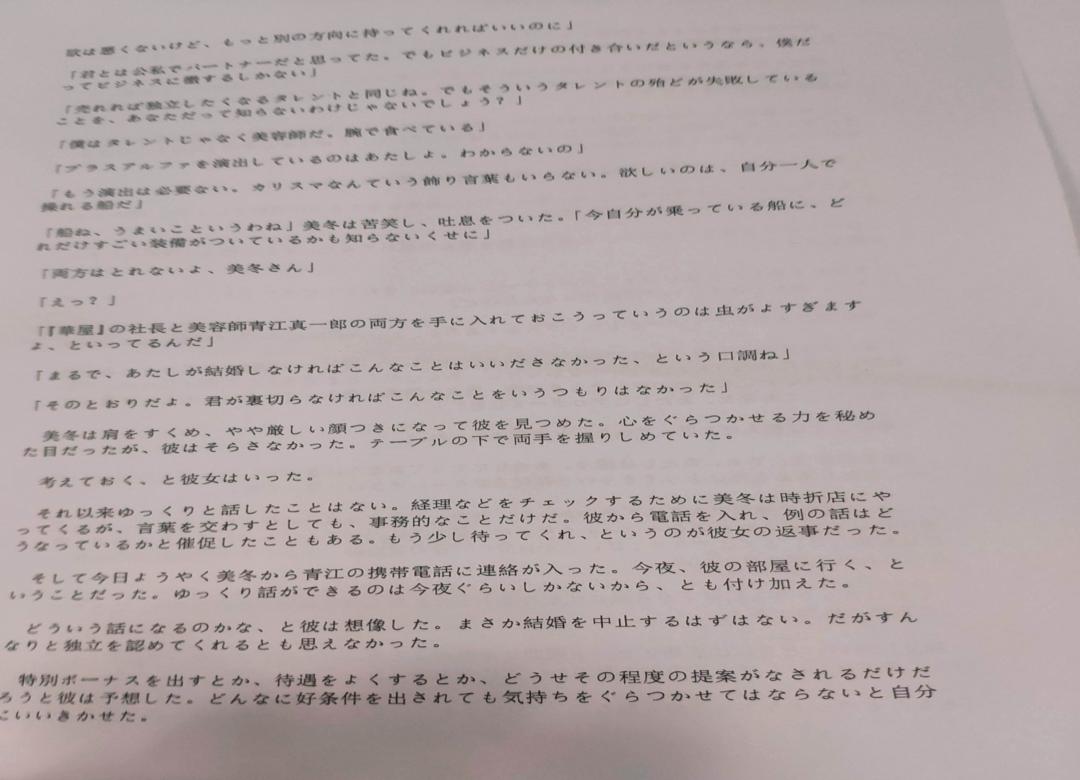 欲は悪くないけど、もっと別の方向に持ってくれればいいのに」
「君とは公私でパートナーだと思ってた。でもビジネスだけの付き合いだというなら、僕だ
ってビジネスに徹するしかない」
「売れれば独立したくなるタレントと同じね。でもそういうタレントの殆どが失敗している
ことを、あなただって知らないわけじゃないでしょう?」
「僕はタレントじゃなく美容師だ。腕で食べている」
「プラスアルファを演出しているのはあたしよ。わからないの」
「もう演出は必要ない。カリスマなんていう飾り言葉もいらない。欲しいのは、自分一人で
操れる船だ」
「船ね、うまいこというわね」美冬は苦笑し、吐息をついた。「今自分が乗っている船に、ど
れだけすごい装備がついているかも知らないくせに」
「両方はとれないよ、美冬さん」
「えっ?」
「『華屋』の社長と美容師青江真一郎の両方を手に入れておこうっていうのは虫がよすぎます
よ、といってるんだ」
「まるで、あたしが結婚しなければこんなことはいいださなかった、という口調ね」
「そのとおりだよ。君が裏切らなければこんなことをいうつもりはなかった」
美冬は肩をすくめ、やや厳しい顔つきになって彼を見つめた。心をぐらつかせる力を秘め
た目だったが、彼はそらさなかった。テーブルの下で両手を握りしめていた。
考えておく、と彼女はいった。
それ以来ゆっくりと話したことはない。経理などをチェックするために美冬は時折店にや
ってくるが、言葉を交わすとしても、事務的なことだけだ。彼から電話を入れ、例の話はど
うなっているかと催促したこともある。もう少し待ってくれ、というのが彼女の返事だった。
そして今日ようやく美冬から青江の携帯電話に連絡が入った。今夜、彼の部屋に行く、と
いうことだった。ゆっくり話ができるのは今夜ぐらいしかないから、とも付け加えた。
どういう話になるのかな、と彼は想像した。まさか結婚を中止するはずはない。だがすん
なりと独立を認めてくれるとも思えなかった。
特別ボーナスを出すとか、待遇をよくするとか、どうせその程度の提案がなされるだけだ
ろうと彼は予想した。どんなに好条件を出されても気持ちをぐらつかせてはならないと自分
にいいきかせた。